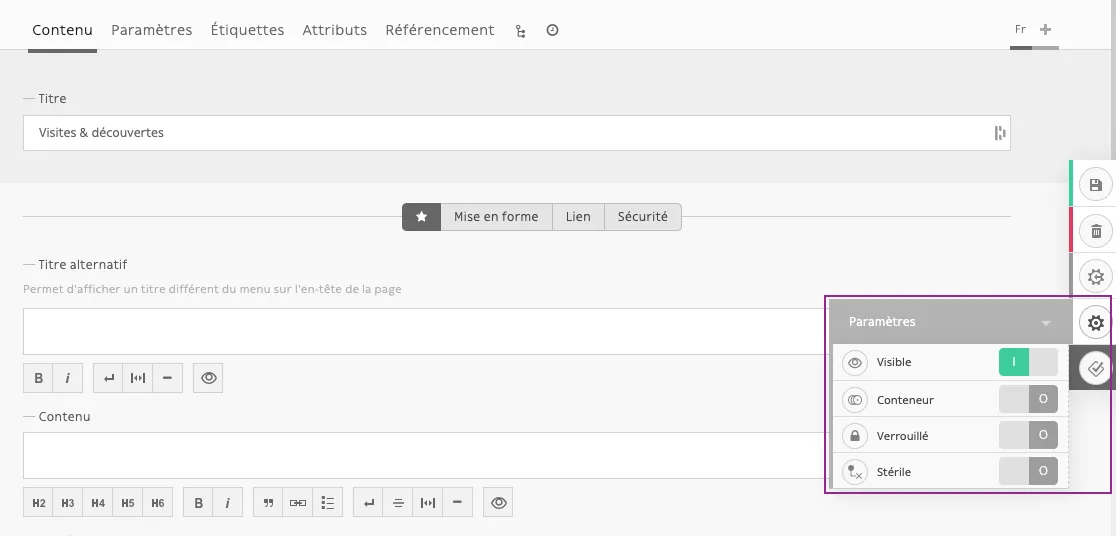 Contenu Paramètres Étiquettes Attributs Référencement Fr
Titre
Visites & découvertes
Mise en forme Lien Sécurité
Titre alternatif
Permet d'afficher un titre différent du menu sur l'en-tête de la page
Paramètres
Visible I
Conteneur O
Verrouillé O
Stérile O
B i
Contenu
H2 H3 H4 H5 H6 B i